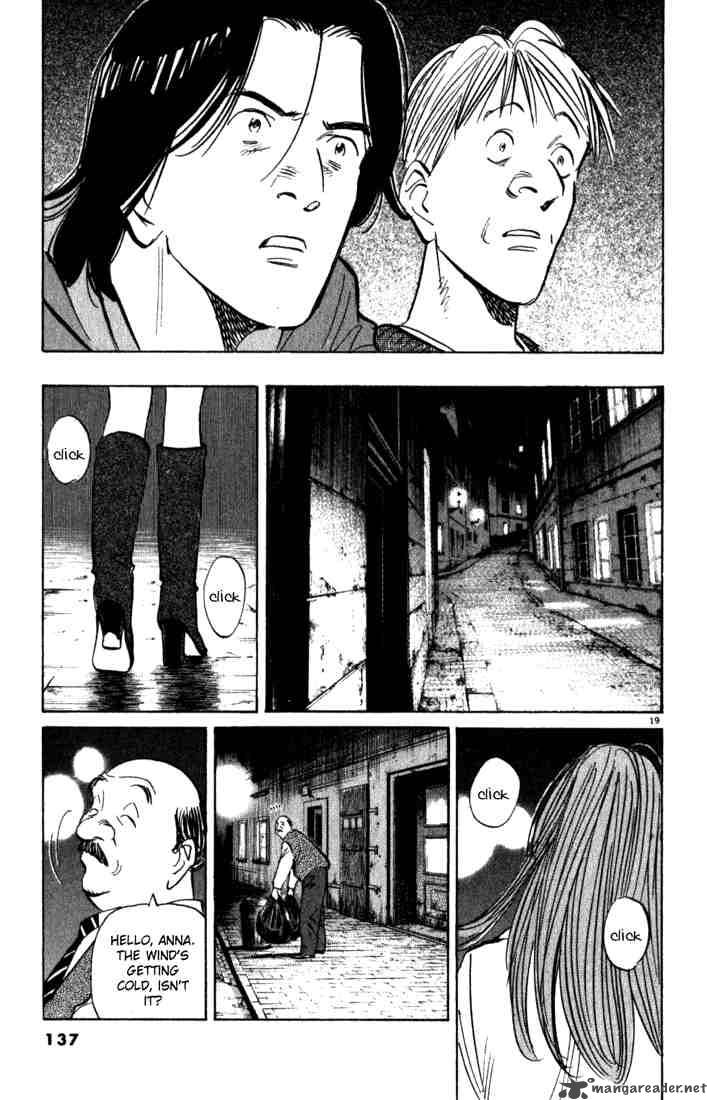 click
click
19
click
click
HELLO, ANNA.
THE WIND'S
GETTING
COLD, ISN'T
IT?
137
mangareader.net